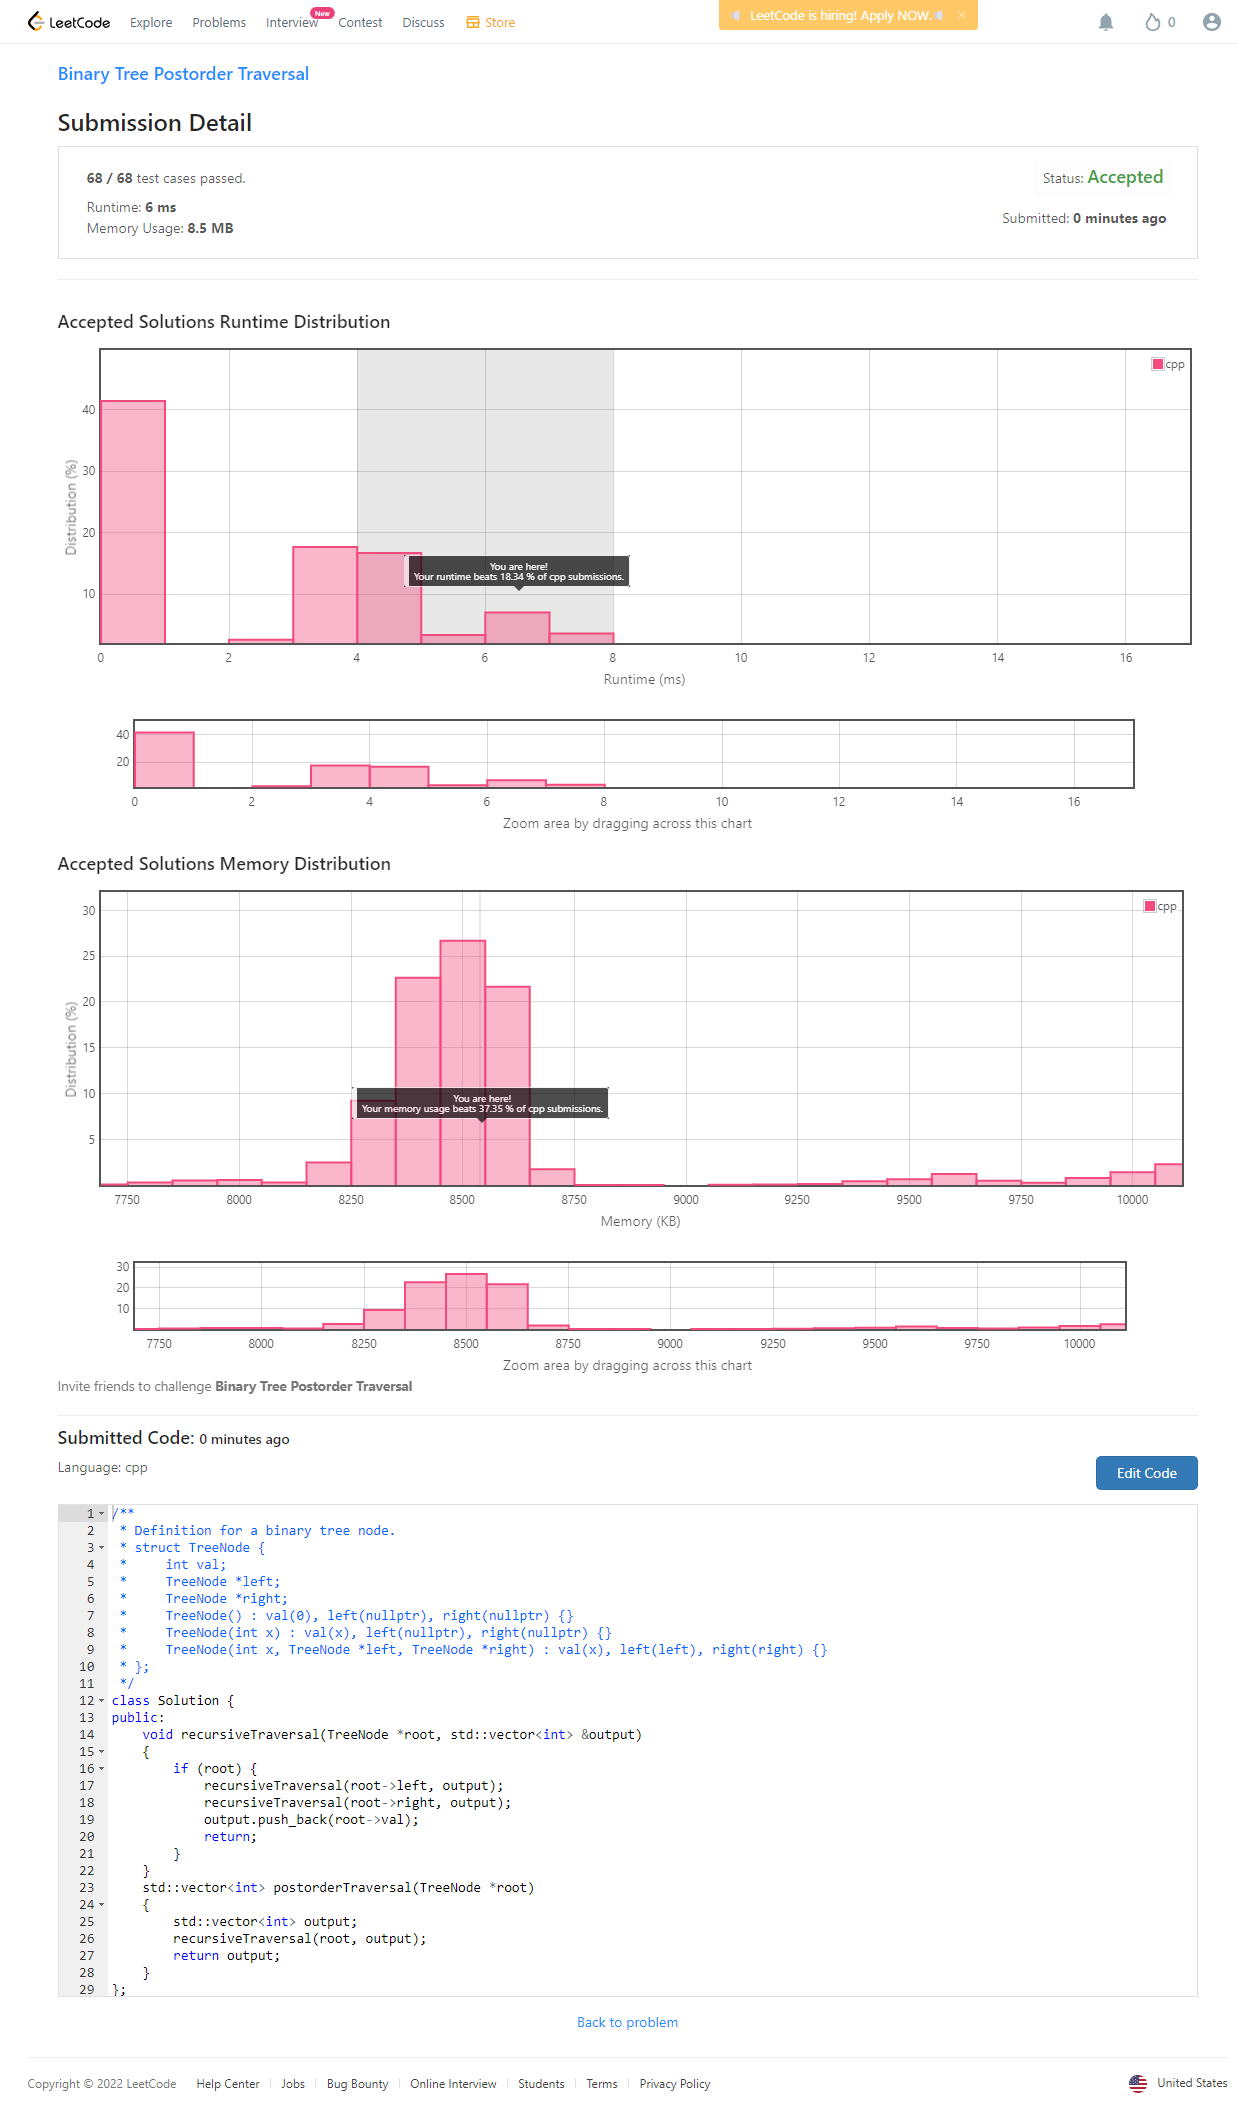 LeetCode Explore Problems Interview New Contest Discuss Store LeetCode is hiring! Apply NOW. × 0
Binary Tree Postorder Traversal
Submission Detail
68 / 68 test cases passed.
Status: Accepted
Runtime: 6 ms
Submitted: 0 minutes ago
Memory Usage: 8.5 MB
Accepted Solutions Runtime Distribution
cpp
40
30
20
10
Distribution (%)
You are here!
Your runtime beats 18.34 % of cpp submissions.
0 2 4 6 8 10 12 14 16
Runtime (ms)
40
20
0 2 4 6 8 10 12 14 16
Zoom area by dragging across this chart
Accepted Solutions Memory Distribution
cpp
30
25
20
15
10
5
Distribution (%)
You are here!
Your memory usage beats 37.35 % of cpp submissions.
7750 8000 8250 8500 8750 9000 9250 9500 9750 10000
Memory (KB)
30
20
10
7750 8000 8250 8500 8750 9000 9250 9500 9750 10000
Zoom area by dragging across this chart
Invite friends to challenge Binary Tree Postorder Traversal
Submitted Code: 0 minutes ago
Language: cpp
Edit Code
1 /**
2  * Definition for a binary tree node.
3  * struct TreeNode {
4  *     int val;
5  *     TreeNode *left;
6  *     TreeNode *right;
7  *     TreeNode() : val(0), left(nullptr), right(nullptr) {}
8  *     TreeNode(int x) : val(x), left(nullptr), right(nullptr) {}
9  *     TreeNode(int x, TreeNode *left, TreeNode *right) : val(x), left(left), right(right) {}
10  * };
11  */
12 class Solution {
13 public:
14     void recursiveTraversal(TreeNode *root, std::vector<int> &output)
15     {
16         if (root) {
17             recursiveTraversal(root->left, output);
18             recursiveTraversal(root->right, output);
19             output.push_back(root->val);
20             return;
21         }
22     }
23     std::vector<int> postorderTraversal(TreeNode *root)
24     {
25         std::vector<int> output;
26         recursiveTraversal(root, output);
27         return output;
28     }
29 };
Back to problem
Copyright © 2022 LeetCode Help Center Jobs Bug Bounty Online Interview Students Terms Privacy Policy United States